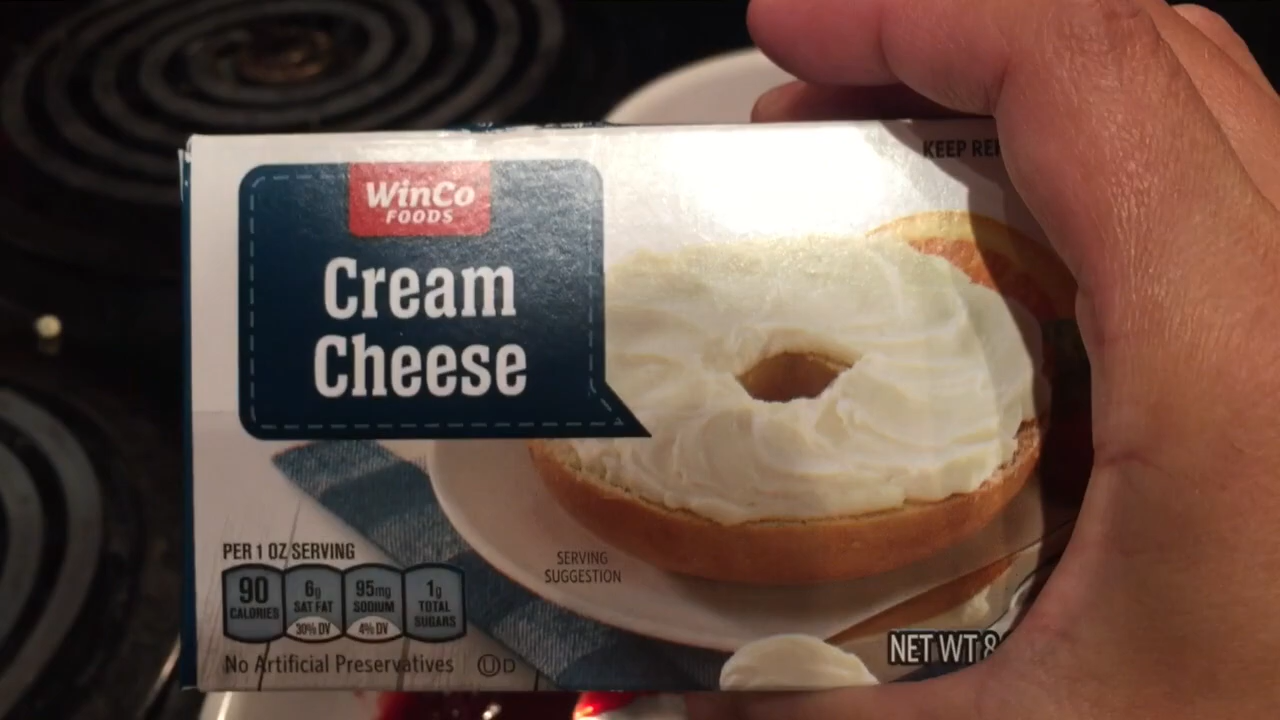 WinCo
FOODS
KEEP
Cream
Cheese
PER 1 OZ SERVING
90
CALORIES
6g
SAT FAT
30% DV
95mg
SODIUM
4% DV
1g
TOTAL
SUGARS
SERVING
SUGGESTION
NET WT 8
No Artificial Preservatives
U D